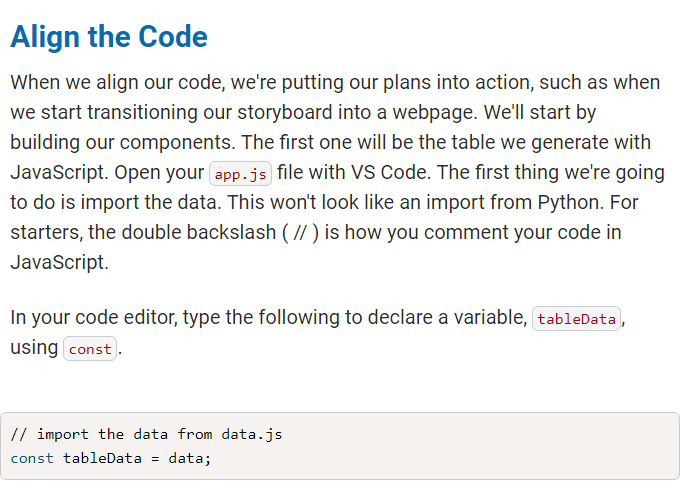 Align the Code
When we align our code, we're putting our plans into action, such as when
we start transitioning our storyboard into a webpage. We'll start by
building our components. The first one will be the table we generate with
JavaScript. Open your app.js file with VS Code. The first thing we're going
to do is import the data. This won't look like an import from Python. For
starters, the double backslash ( // ) is how you comment your code in
JavaScript.
In your code editor, type the following to declare a variable, tableData,
using const.
// import the data from data.js
const tableData = data;